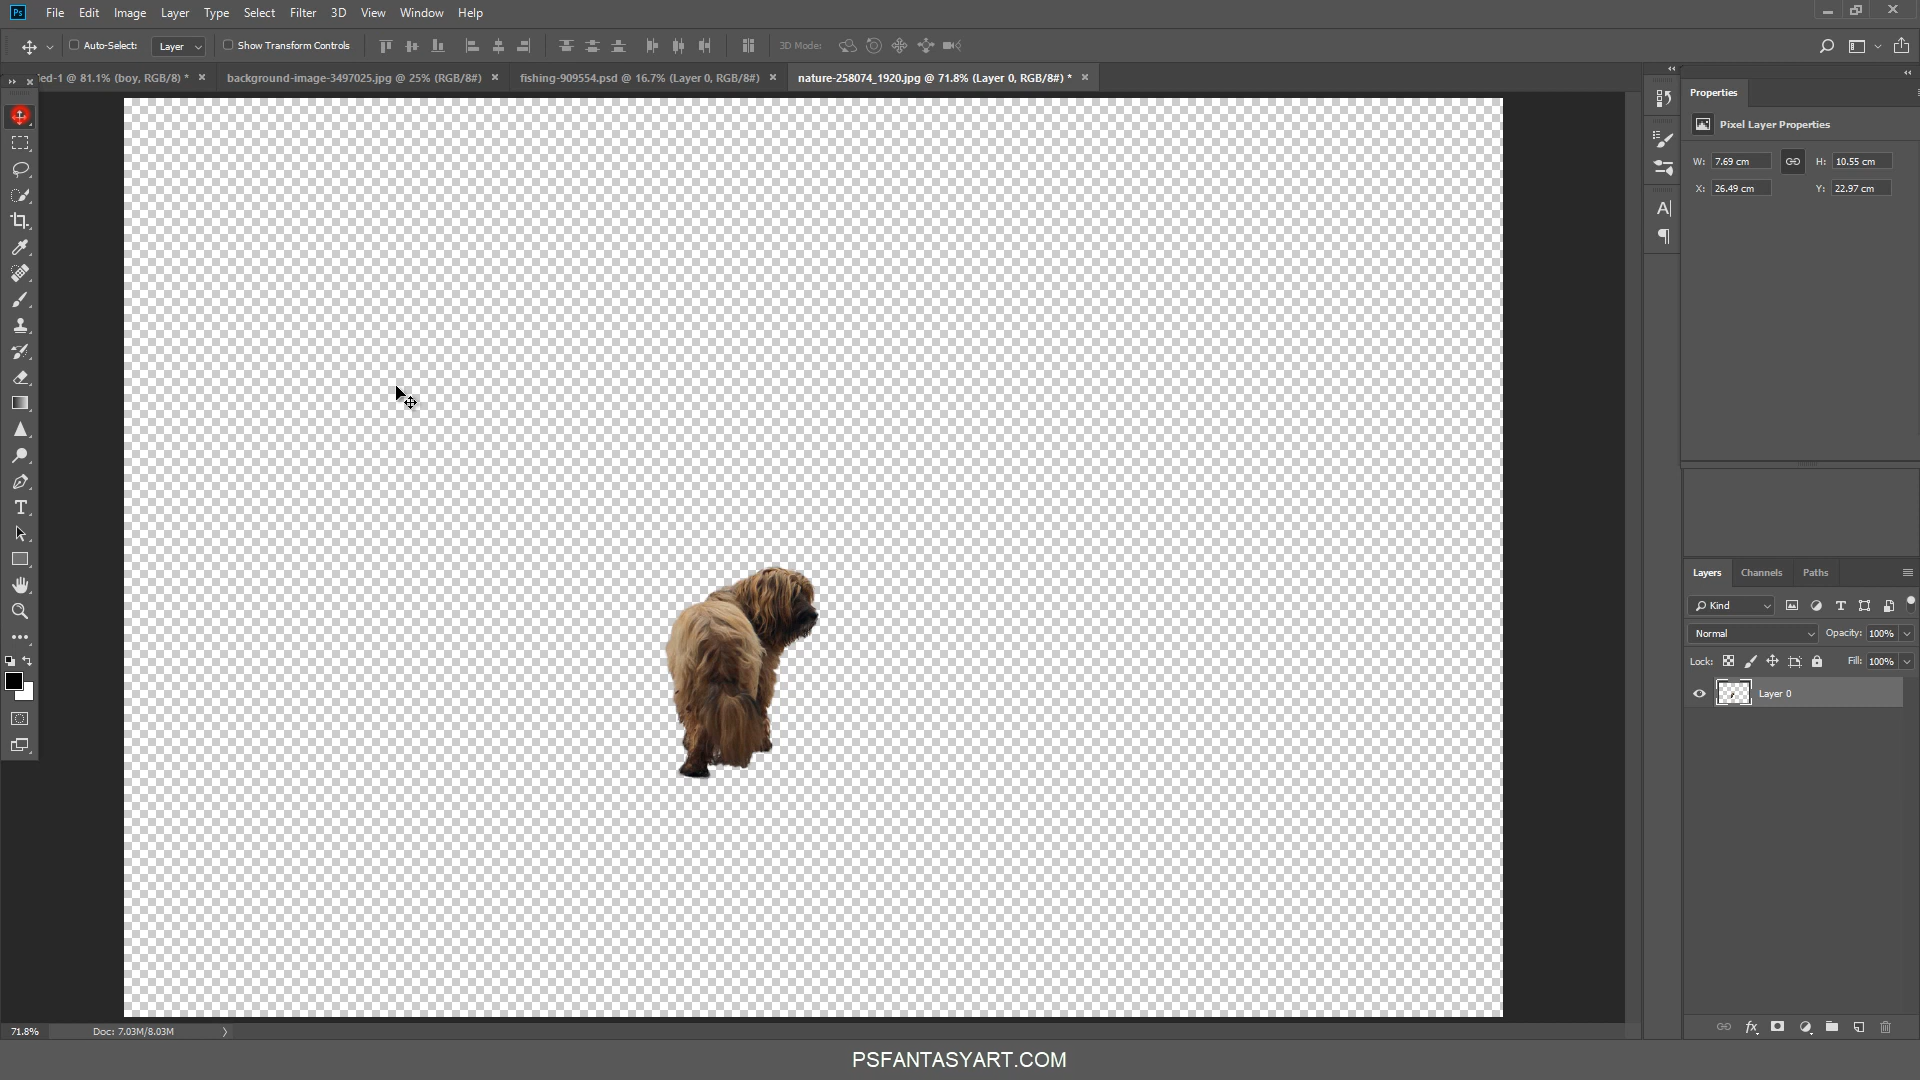 Ps File Edit Image Layer Type Select Filter 3D View Window Help
Auto-Select: Layer Show Transform Controls 3D Mode:
ied-1 @ 81.1% (boy, RGB/8) * background-image-3497025.jpg @ 25% (RGB/8#) fishing-909554.psd @ 16.7% (Layer 0, RGB/8#) nature-258074_1920.jpg @ 71.8% (Layer 0, RGB/8#) *
Properties
Pixel Layer Properties
W: 7.69 cm H: 10.55 cm
X: 26.49 cm Y: 22.97 cm
Layers Channels Paths
Kind
Normal Opacity: 100%
Lock: Fill: 100%
Layer 0
71.8% Doc: 7.03M/8.03M
PSFANTASYART.COM